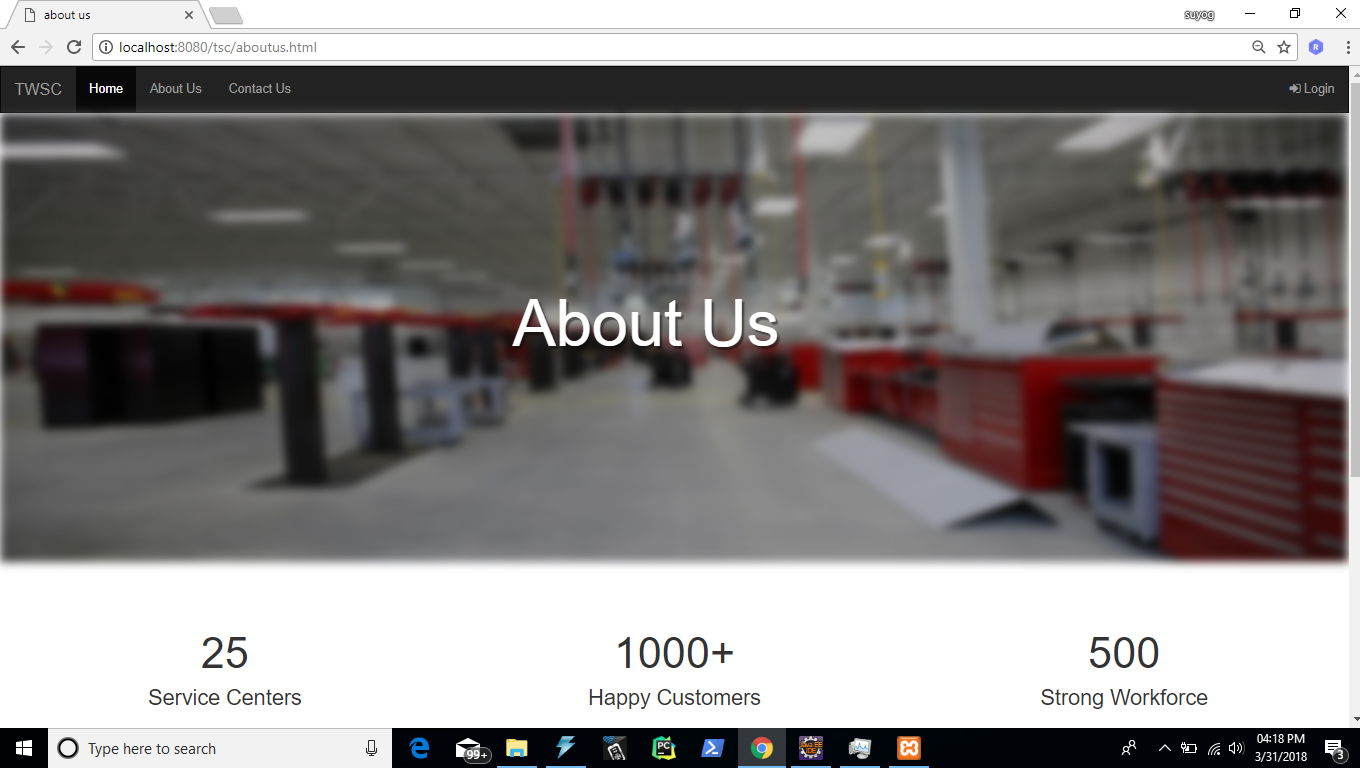 about us
suyog
localhost:8080/tsc/aboutus.html
R
TWSC Home About Us Contact Us Login
About Us
25 1000+ 500
Service Centers Happy Customers Strong Workforce
Type here to search
99+
PC
04:18 PM
3/31/2018
3